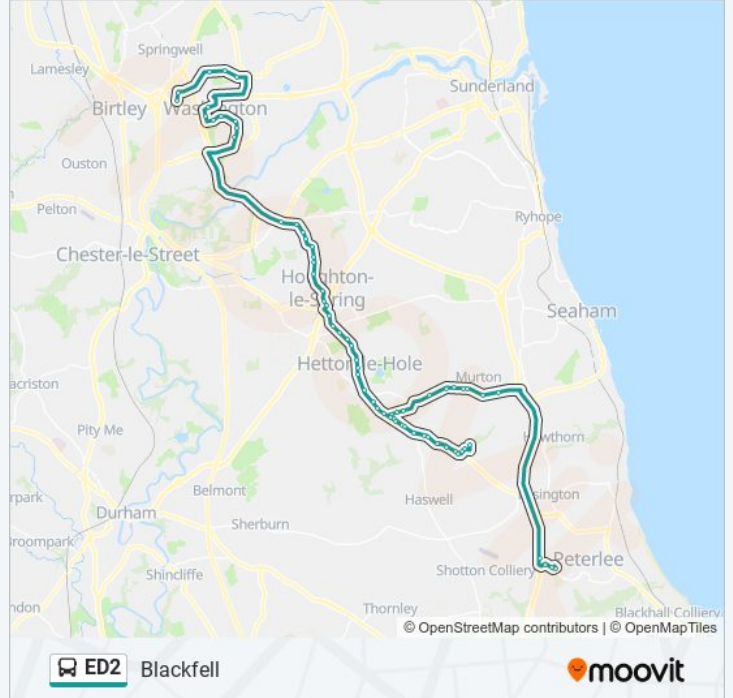 Springwell
Lamesley
Sunderland
Birtley
Washington
Ouston
Pelton
Ryhope
Chester-le-Street
Houghton-
le-Spring
Seaham
Hetton-le-Hole
acriston
Murton
Pity Me
Hawthorn
Belmont
rpark
Haswell
Easington
Durham
Sherburn
Broompark
Shincliffe
Shotton Colliery
Peterlee
ndon
Thornley
Blackhall Colliery
© OpenStreetMap contributors | © OpenMapTiles
ED2 Blackfell
moovit